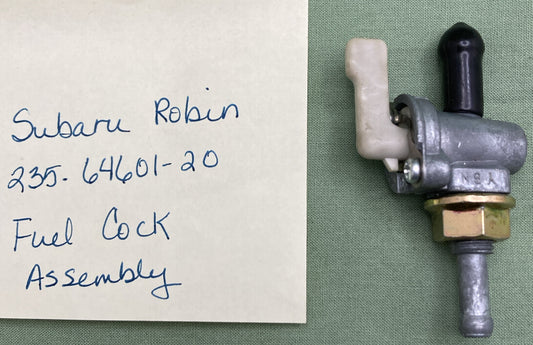 Subaru Robin
235-64601-20
Fuel Cock
Assembly